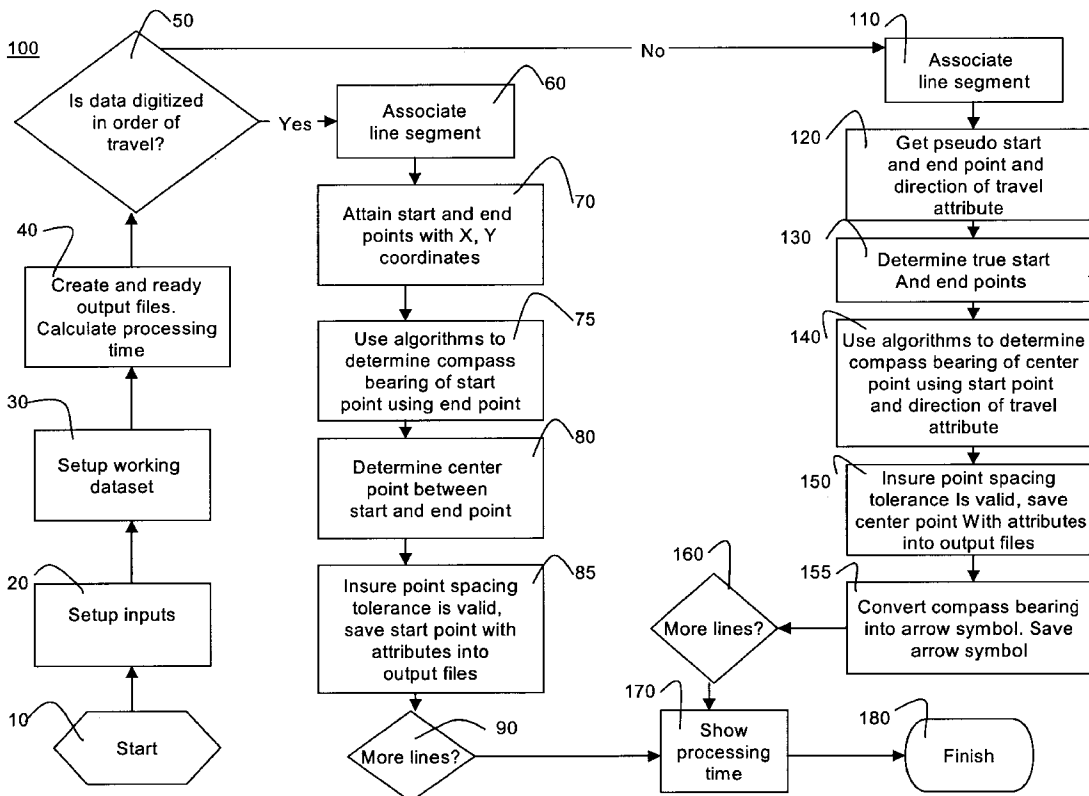 100
50
Is data digitized
in order of
travel?
Yes
No
40
Create and ready
output files.
Calculate processing
time
30
Setup working
dataset
20
Setup inputs
10
Start
60
Associate
line segment
70
Attain start and end
points with X, Y
coordinates
75
Use algorithms to
determine compass
bearing of start
point using end point
80
Determine center
point between
start and end point
85
Insure point spacing
tolerance is valid,
save start point with
attributes into
output files
90
More lines?
110
Associate
line segment
120
Get pseudo start
and end point and
direction of travel
attribute
130
Determine true start
And end points
140
Use algorithms to determine
compass bearing of center
point using start point
and direction of travel
attribute
150
Insure point spacing
tolerance Is valid, save
center point With attributes
into output files
155
Convert compass bearing
into arrow symbol. Save
arrow symbol
160
More lines?
170
Show
processing
time
180
Finish